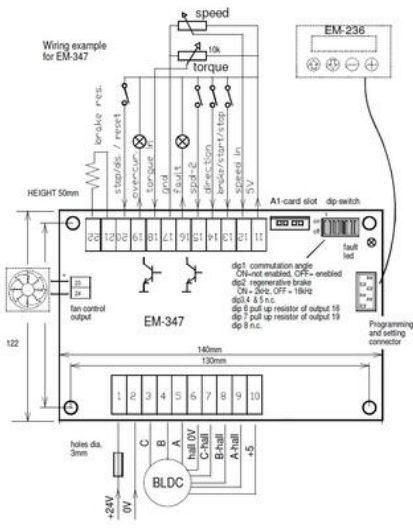 speed
Wiring example
for EM-347
10k
torque
EM-236
brake res.
stop/dis. / reset
overcur.
torque in
gnd
fault
spd-2
direction
brake/start/stop
speed in
5V
HEIGHT 50mm
A1-card slot
dip-switch
on
off
22
21
20
19
18
17
16
15
14
13
12
11
fault
led
dip1 commutation angle
ON=not enabled, OFF= enebled
dip2 regenerative brake
ON = 2kHz, OFF = 16kHz
dip3,4 & 5 n.c.
dip 6 pull up resistor of output 16
dip 7 pull up resistor of output 19
dip 8 n.c.
+
-
23
24
fan control
output
EM-347
Programming
and setting
connector
122
140mm
130mm
1
2
3
4
5
6
7
8
9
10
holes dia.
3mm
C
B
A
hall 0V
C-hall
B-hall
A-hall
+5
BLDC
+24V
0V